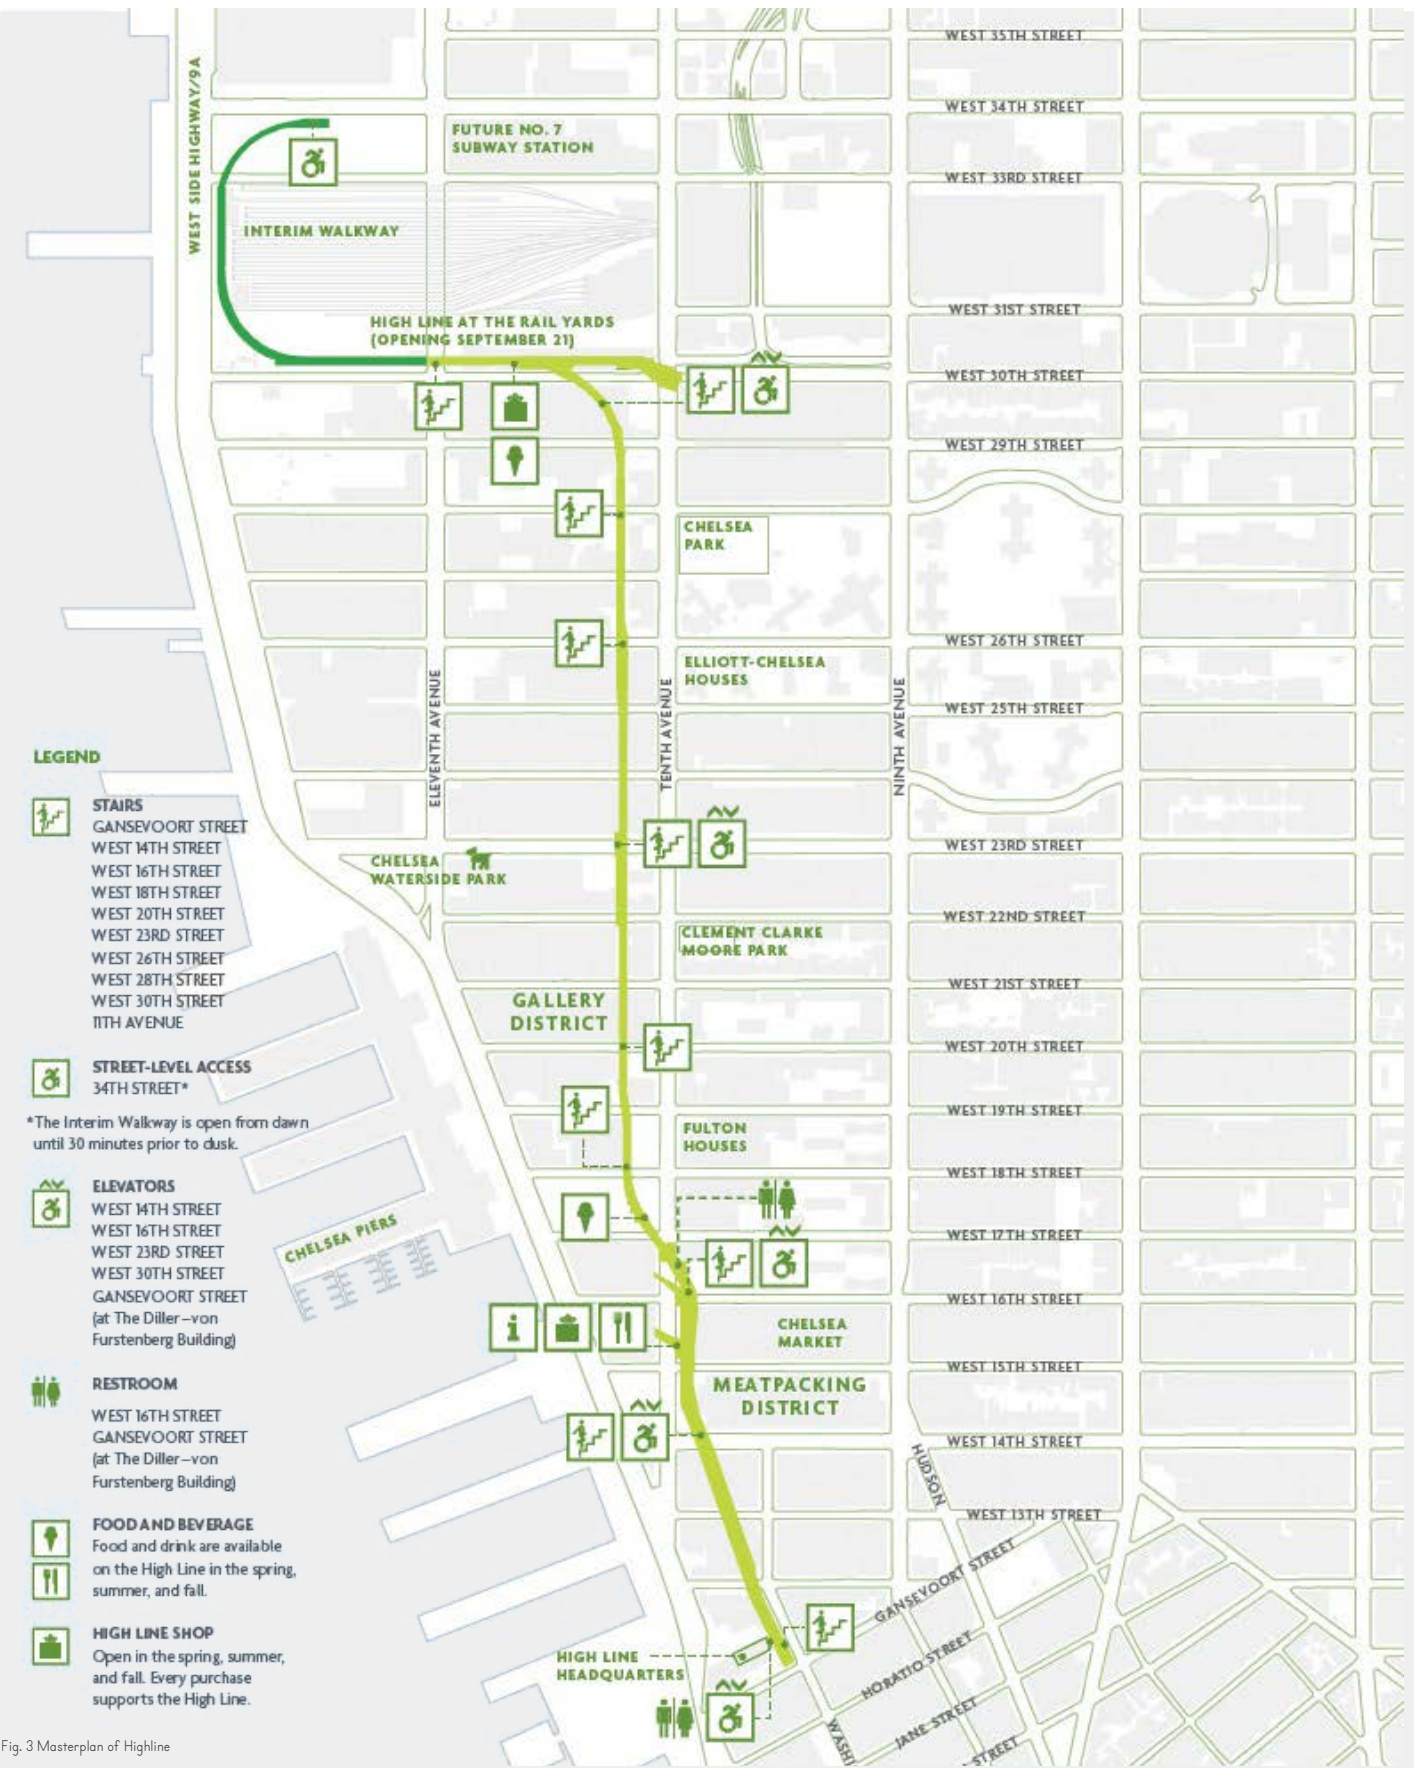 WEST 35TH STREET
WEST SIDE HIGHWAY/9A
WEST 34TH STREET
FUTURE NO. 7
SUBWAY STATION
WEST 33RD STREET
INTERIM WALKWAY
WEST 31ST STREET
HIGH LINE AT THE RAIL YARDS
(OPENING SEPTEMBER 21)
WEST 30TH STREET
WEST 29TH STREET
CHELSEA
PARK
WEST 26TH STREET
ELLIOTT-CHELSEA
HOUSES
ELEVENTH AVENUE
TENTH AVENUE
NINTH AVENUE
WEST 25TH STREET
WEST 23RD STREET
CHELSEA
WATERSIDE PARK
WEST 22ND STREET
CLEMENT CLARKE
MOORE PARK
WEST 21ST STREET
GALLERY
DISTRICT
WEST 20TH STREET
WEST 19TH STREET
FULTON
HOUSES
WEST 18TH STREET
WEST 17TH STREET
CHELSEA PIERS
WEST 16TH STREET
i
CHELSEA
MARKET
WEST 15TH STREET
MEATPACKING
DISTRICT
WEST 14TH STREET
HUDSON
WEST 13TH STREET
GANSEVOORT STREET
HIGH LINE
HEADQUARTERS
HORATIO STREET
JANE STREET
STREET
WASHI
LEGEND
STAIRS
GANSEVOORT STREET
WEST 14TH STREET
WEST 16TH STREET
WEST 18TH STREET
WEST 20TH STREET
WEST 23RD STREET
WEST 26TH STREET
WEST 28TH STREET
WEST 30TH STREET
11TH AVENUE
STREET-LEVEL ACCESS
34TH STREET*
*The Interim Walkway is open from dawn
until 30 minutes prior to dusk.
ELEVATORS
WEST 14TH STREET
WEST 16TH STREET
WEST 23RD STREET
WEST 30TH STREET
GANSEVOORT STREET
(at The Diller–von
Furstenberg Building)
RESTROOM
WEST 16TH STREET
GANSEVOORT STREET
(at The Diller–von
Furstenberg Building)
FOOD AND BEVERAGE
Food and drink are available
on the High Line in the spring,
summer, and fall.
HIGH LINE SHOP
Open in the spring, summer,
and fall. Every purchase
supports the High Line.
Fig. 3 Masterplan of Highline